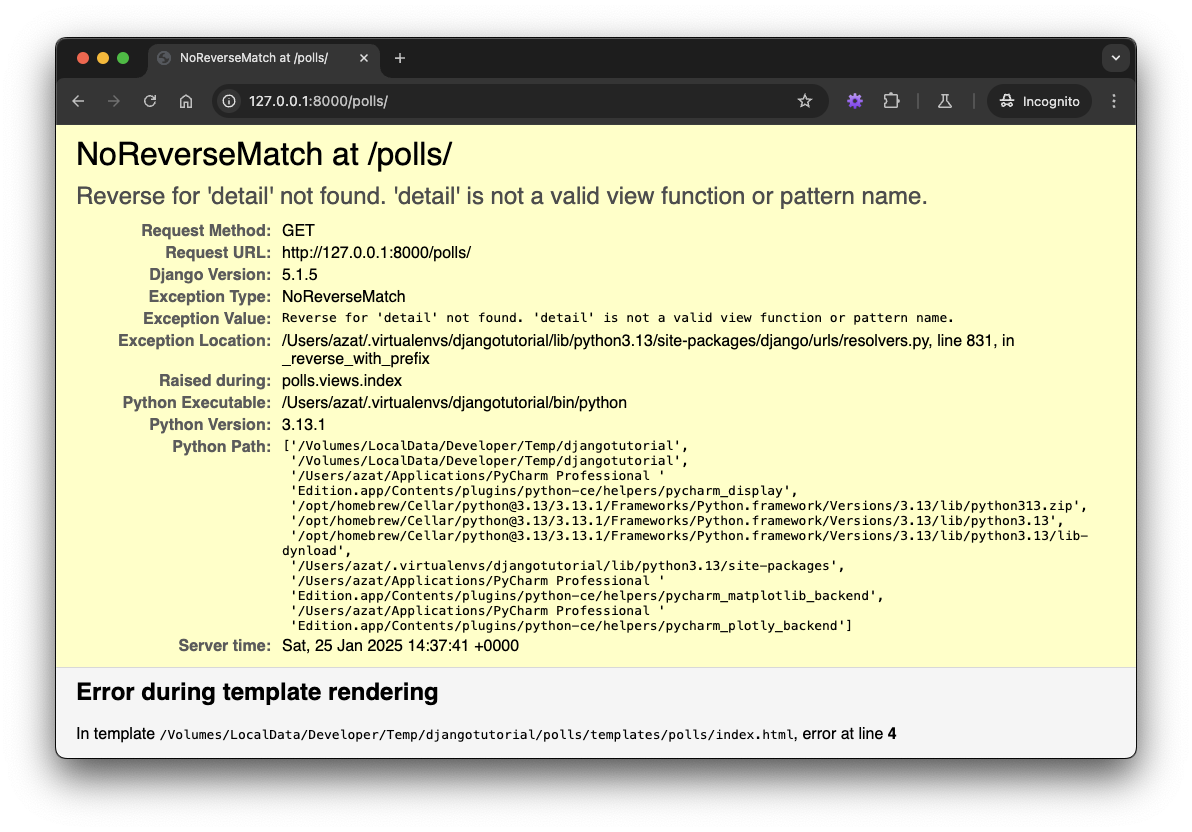 NoReverseMatch at /polls/
127.0.0.1:8000/polls/
Incognito
NoReverseMatch at /polls/
Reverse for 'detail' not found. 'detail' is not a valid view function or pattern name.
Request Method: GET
Request URL: http://127.0.0.1:8000/polls/
Django Version: 5.1.5
Exception Type: NoReverseMatch
Exception Value: Reverse for 'detail' not found. 'detail' is not a valid view function or pattern name.
Exception Location: /Users/azat/.virtualenvs/djangotutorial/lib/python3.13/site-packages/django/urls/resolvers.py, line 831, in
_reverse_with_prefix
Raised during: polls.views.index
Python Executable: /Users/azat/.virtualenvs/djangotutorial/bin/python
Python Version: 3.13.1
Python Path: ['/Volumes/LocalData/Developer/Temp/djangotutorial',
'/Volumes/LocalData/Developer/Temp/djangotutorial',
'/Users/azat/Applications/PyCharm Professional '
'Edition.app/Contents/plugins/python-ce/helpers/pycharm_display',
'/opt/homebrew/Cellar/python@3.13/3.13.1/Frameworks/Python.framework/Versions/3.13/lib/python313.zip',
'/opt/homebrew/Cellar/python@3.13/3.13.1/Frameworks/Python.framework/Versions/3.13/lib/python3.13',
'/opt/homebrew/Cellar/python@3.13/3.13.1/Frameworks/Python.framework/Versions/3.13/lib/python3.13/lib-
dynload',
'/Users/azat/.virtualenvs/djangotutorial/lib/python3.13/site-packages',
'/Users/azat/Applications/PyCharm Professional '
'Edition.app/Contents/plugins/python-ce/helpers/pycharm_matplotlib_backend',
'/Users/azat/Applications/PyCharm Professional '
'Edition.app/Contents/plugins/python-ce/helpers/pycharm_plotly_backend']
Server time: Sat, 25 Jan 2025 14:37:41 +0000
Error during template rendering
In template /Volumes/LocalData/Developer/Temp/djangotutorial/polls/templates/polls/index.html, error at line 4